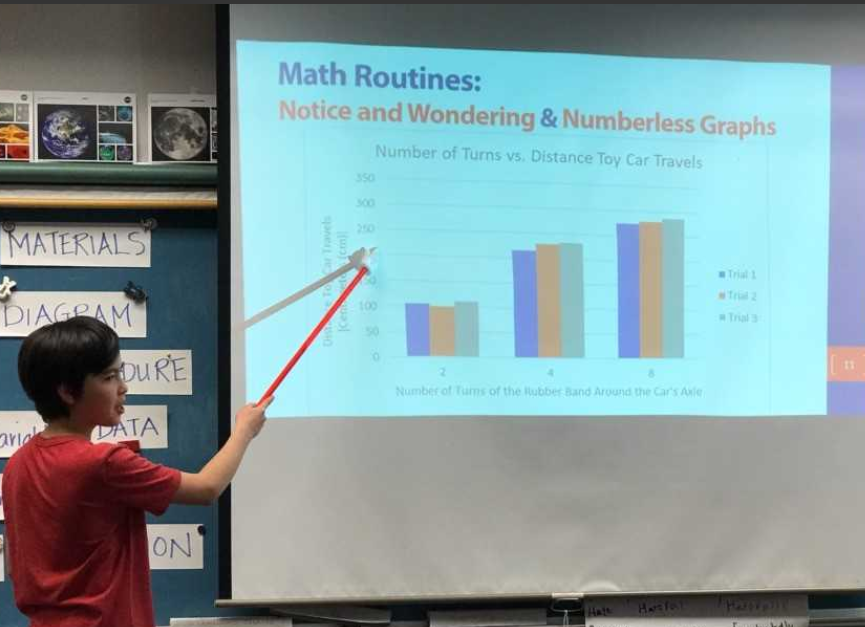 Math Routines:
Notice and Wondering & Numberless Graphs
Number of Turns vs. Distance Toy Car Travels
350
300
250
100
50
0
Car Travels
2
4
8
Number of Turns of the Rubber Band Around the Car's Axle
Trial 1
Trial 2
Trial 3
11
MATERIALS
DIAGRAM
DURE
DATA
ON